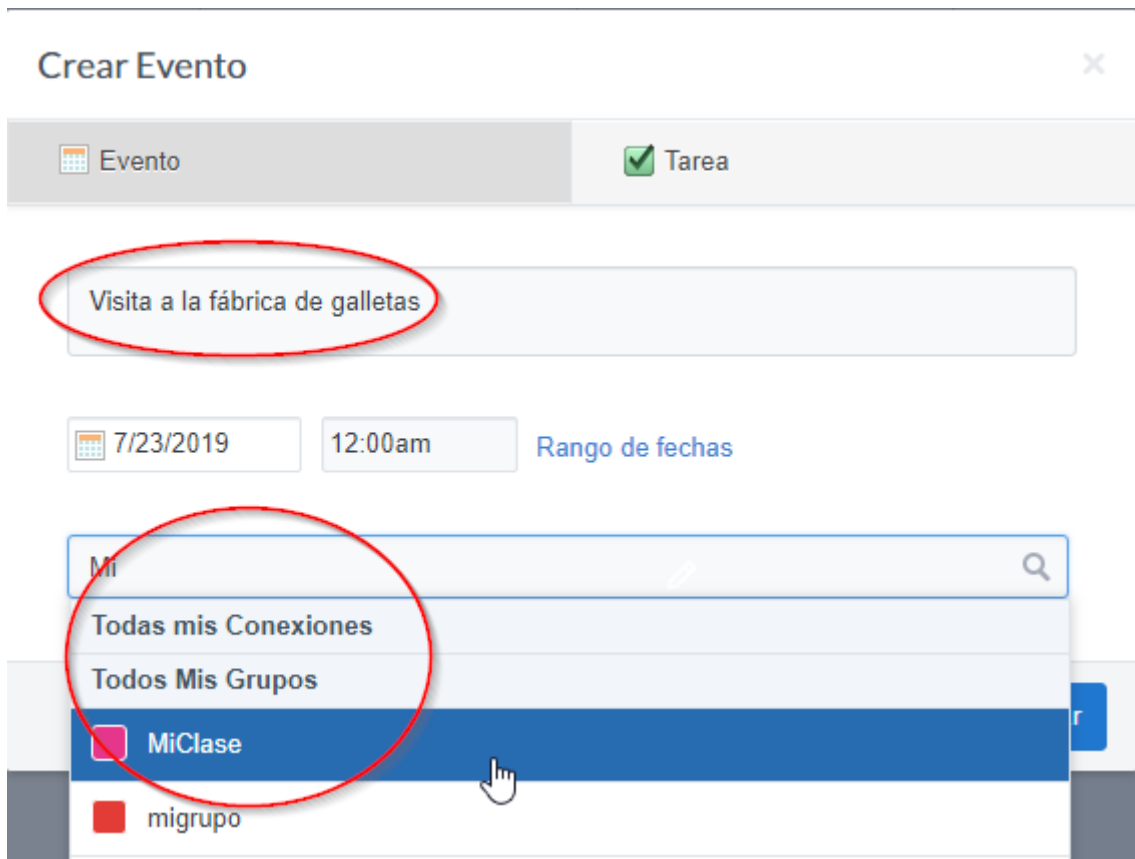 Crear Evento
Evento
Tarea
Visita a la fábrica de galletas
7/23/2019
12:00am
Rango de fechas
Mi
Todas mis Conexiones
Todos Mis Grupos
r
MiClase
migrupo